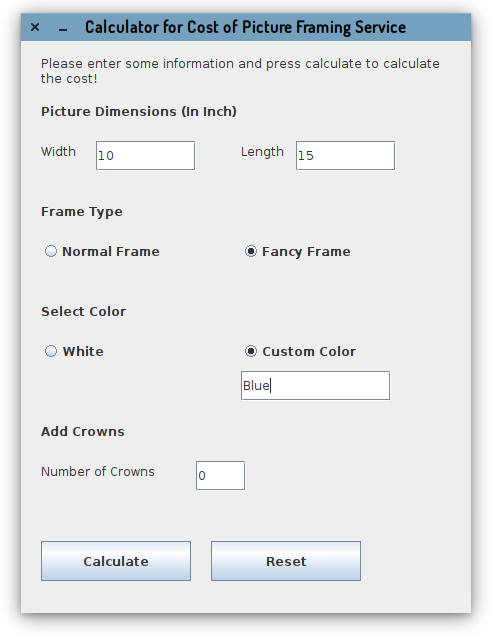 Calculator for Cost of Picture Framing Service
Please enter some information and press calculate to calculate
the cost!
Picture Dimensions (In Inch)
Width 10 Length 15
Frame Type
Normal Frame Fancy Frame
Select Color
White Custom Color
Blue
Add Crowns
Number of Crowns 0
Calculate Reset